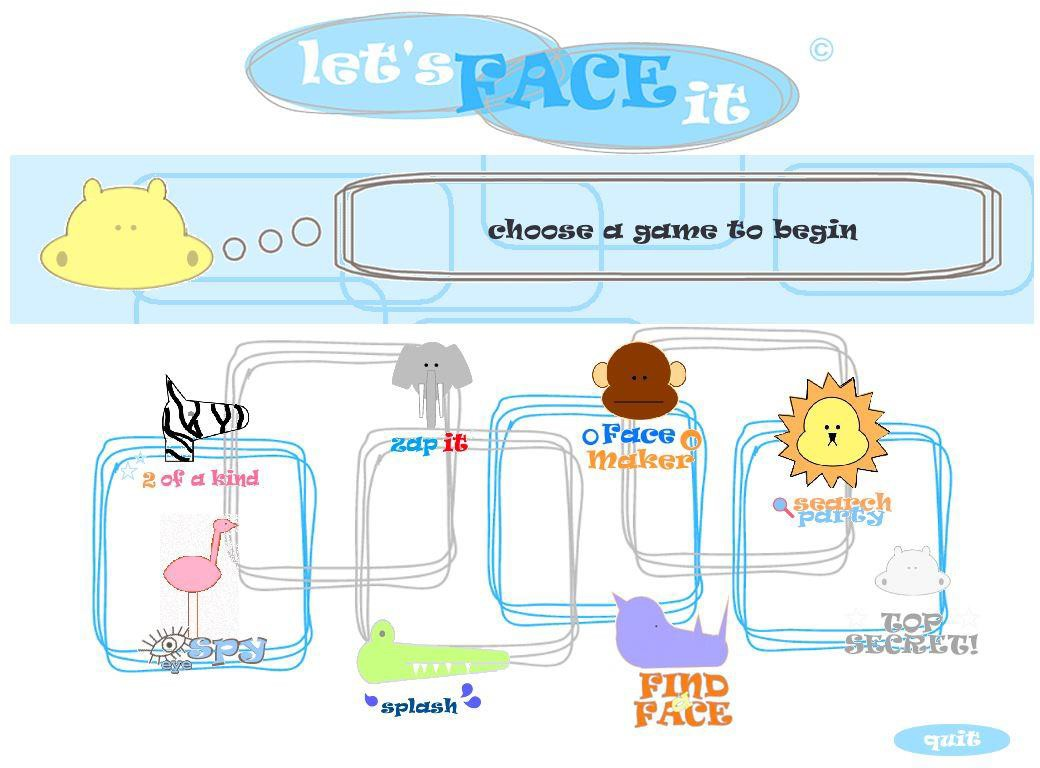 let's FACE it ©
choose a game to begin
2 of a kind
zap it
Face
Maker
search
party
eye spy
splash
FIND a
FACE
TOP
SECRET!
quit